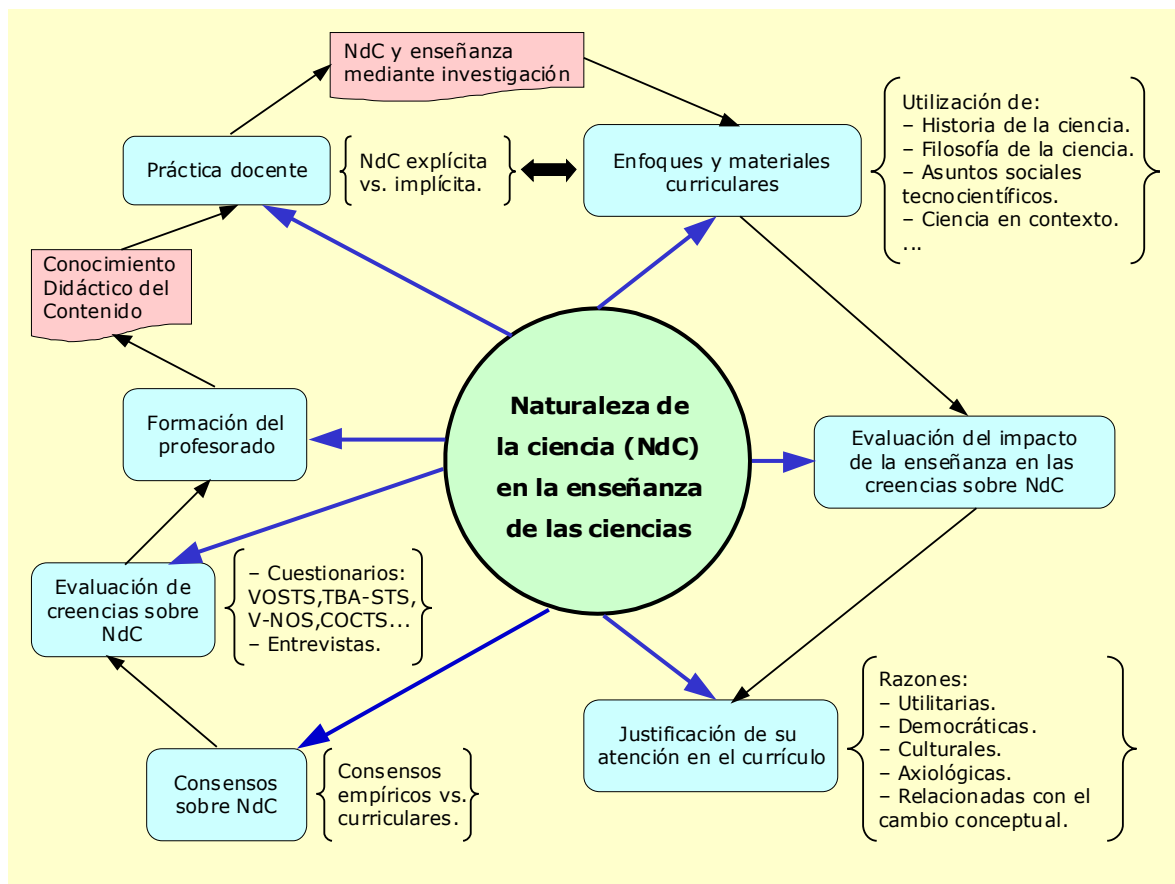 NdC y enseñanza
mediante investigación
Utilización de:
– Historia de la ciencia.
– Filosofía de la ciencia.
– Asuntos sociales
tecnocientíficos.
– Ciencia en contexto.
...
Práctica docente
NdC explícita
vs. implícita.
Enfoques y materiales
curriculares
Conocimiento
Didáctico del
Contenido
Naturaleza de
la ciencia (NdC)
en la enseñanza
de las ciencias
Formación del
profesorado
Evaluación del impacto
de la enseñanza en las
creencias sobre NdC
Evaluación de
creencias sobre
NdC
– Cuestionarios:
VOSTS,TBA-STS,
V-NOS,COCTS...
– Entrevistas.
Justificación de su
atención en el currículo
Razones:
– Utilitarias.
– Democráticas.
– Culturales.
– Axiológicas.
– Relacionadas con el
cambio conceptual.
Consensos
sobre NdC
Consensos
empíricos vs.
curriculares.